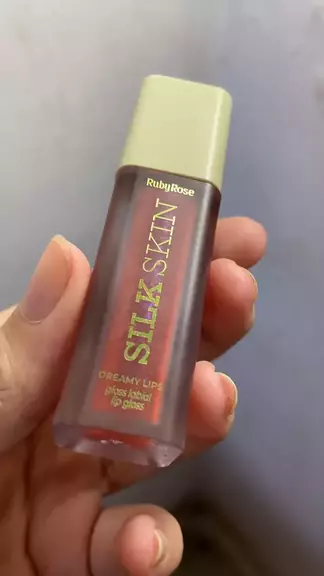 RubyRose
SILK SKIN
DREAMY LIPS
gloss labial
lip gloss